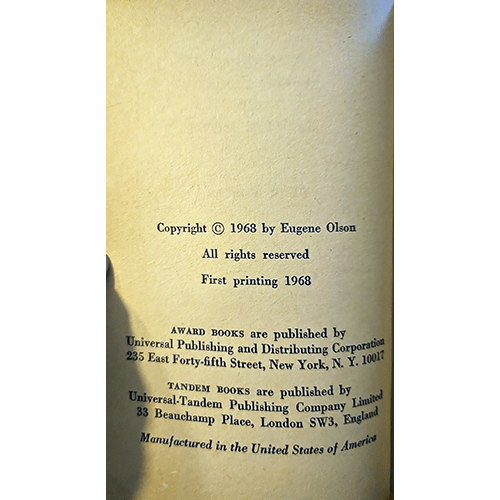 Copyright © 1968 by Eugene Olson
All rights reserved
First printing 1968
AWARD BOOKS are published by
Universal Publishing and Distributing Corporation
235 East Forty-fifth Street, New York, N. Y. 10017
TANDEM BOOKS are published by
Universal-Tandem Publishing Company Limited
33 Beauchamp Place, London SW3, England
Manufactured in the United States of America